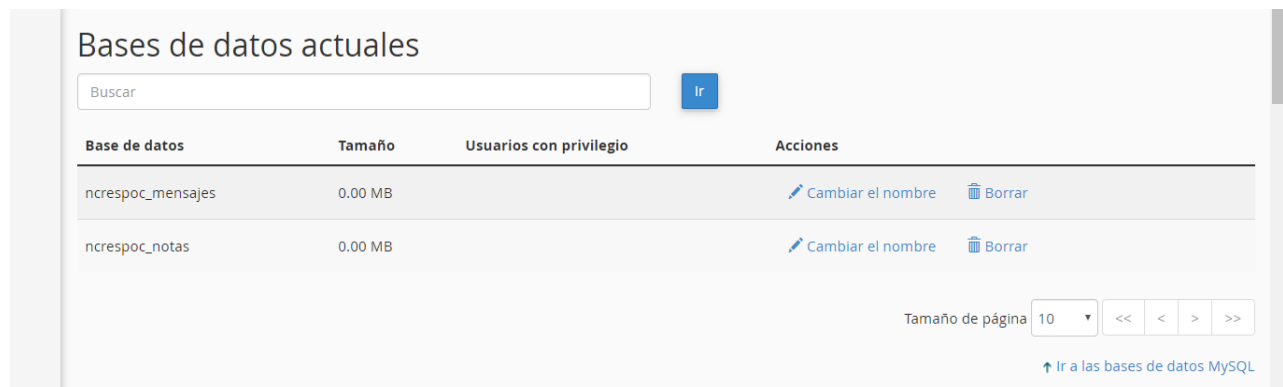 Bases de datos actuales
Buscar Ir
Base de datos Tamaño Usuarios con privilegio Acciones
ncrespoc_mensajes 0.00 MB Cambiar el nombre Borrar
ncrespoc_notas 0.00 MB Cambiar el nombre Borrar
Tamaño de página 10 << < > >>
Ir a las bases de datos MySQL